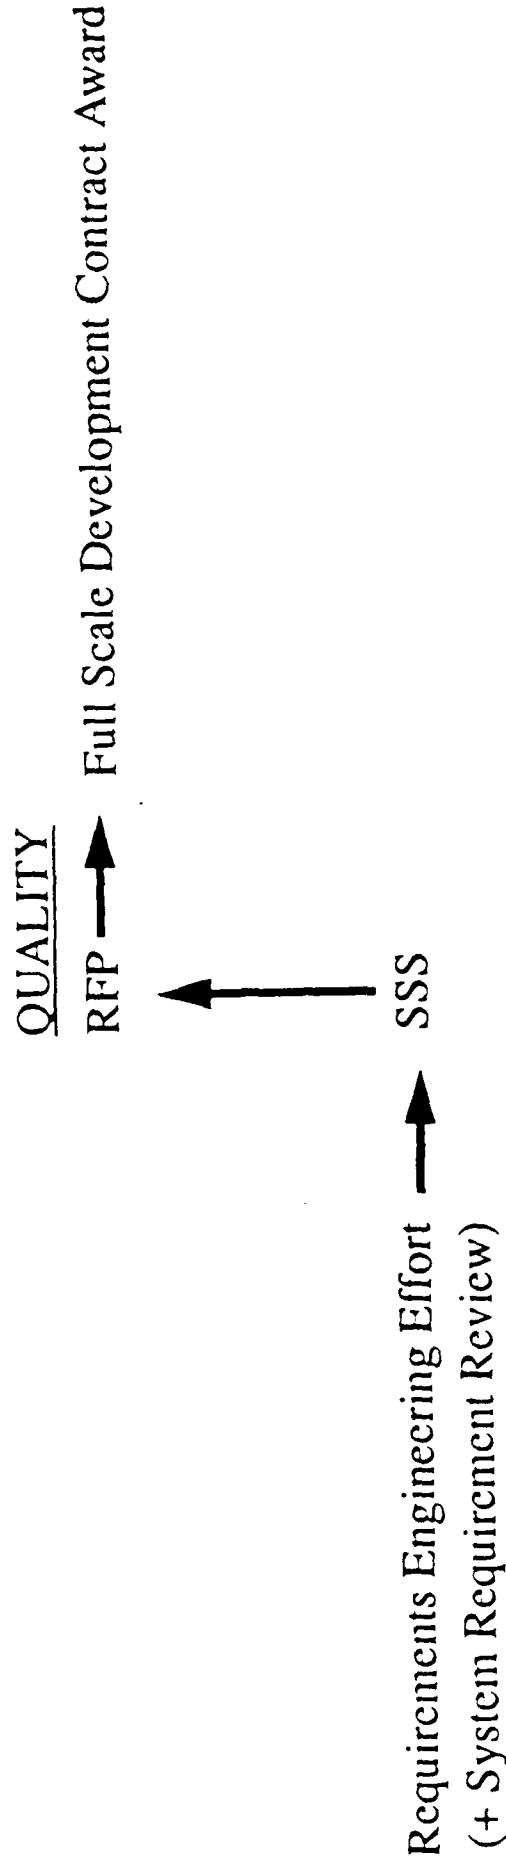 QUALITY
RFP
Full Scale Development Contract Award
SSS
Requirements Engineering Effort
(+ System Requirement Review)